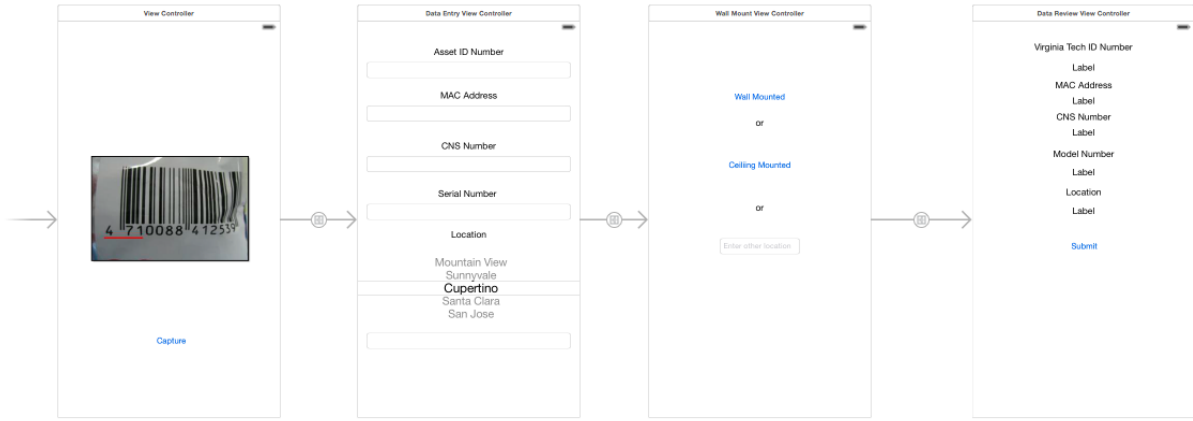 View Controller
4 710088 412539
Capture
Data Entry View Controller
Asset ID Number
MAC Address
CNS Number
Serial Number
Location
Mountain View
Sunnyvale
Cupertino
Santa Clara
San Jose
Wall Mount View Controller
Wall Mounted
or
Ceiling Mounted
or
Enter other location
Data Review View Controller
Virginia Tech ID Number
Label
MAC Address
Label
CNS Number
Label
Model Number
Label
Location
Label
Submit